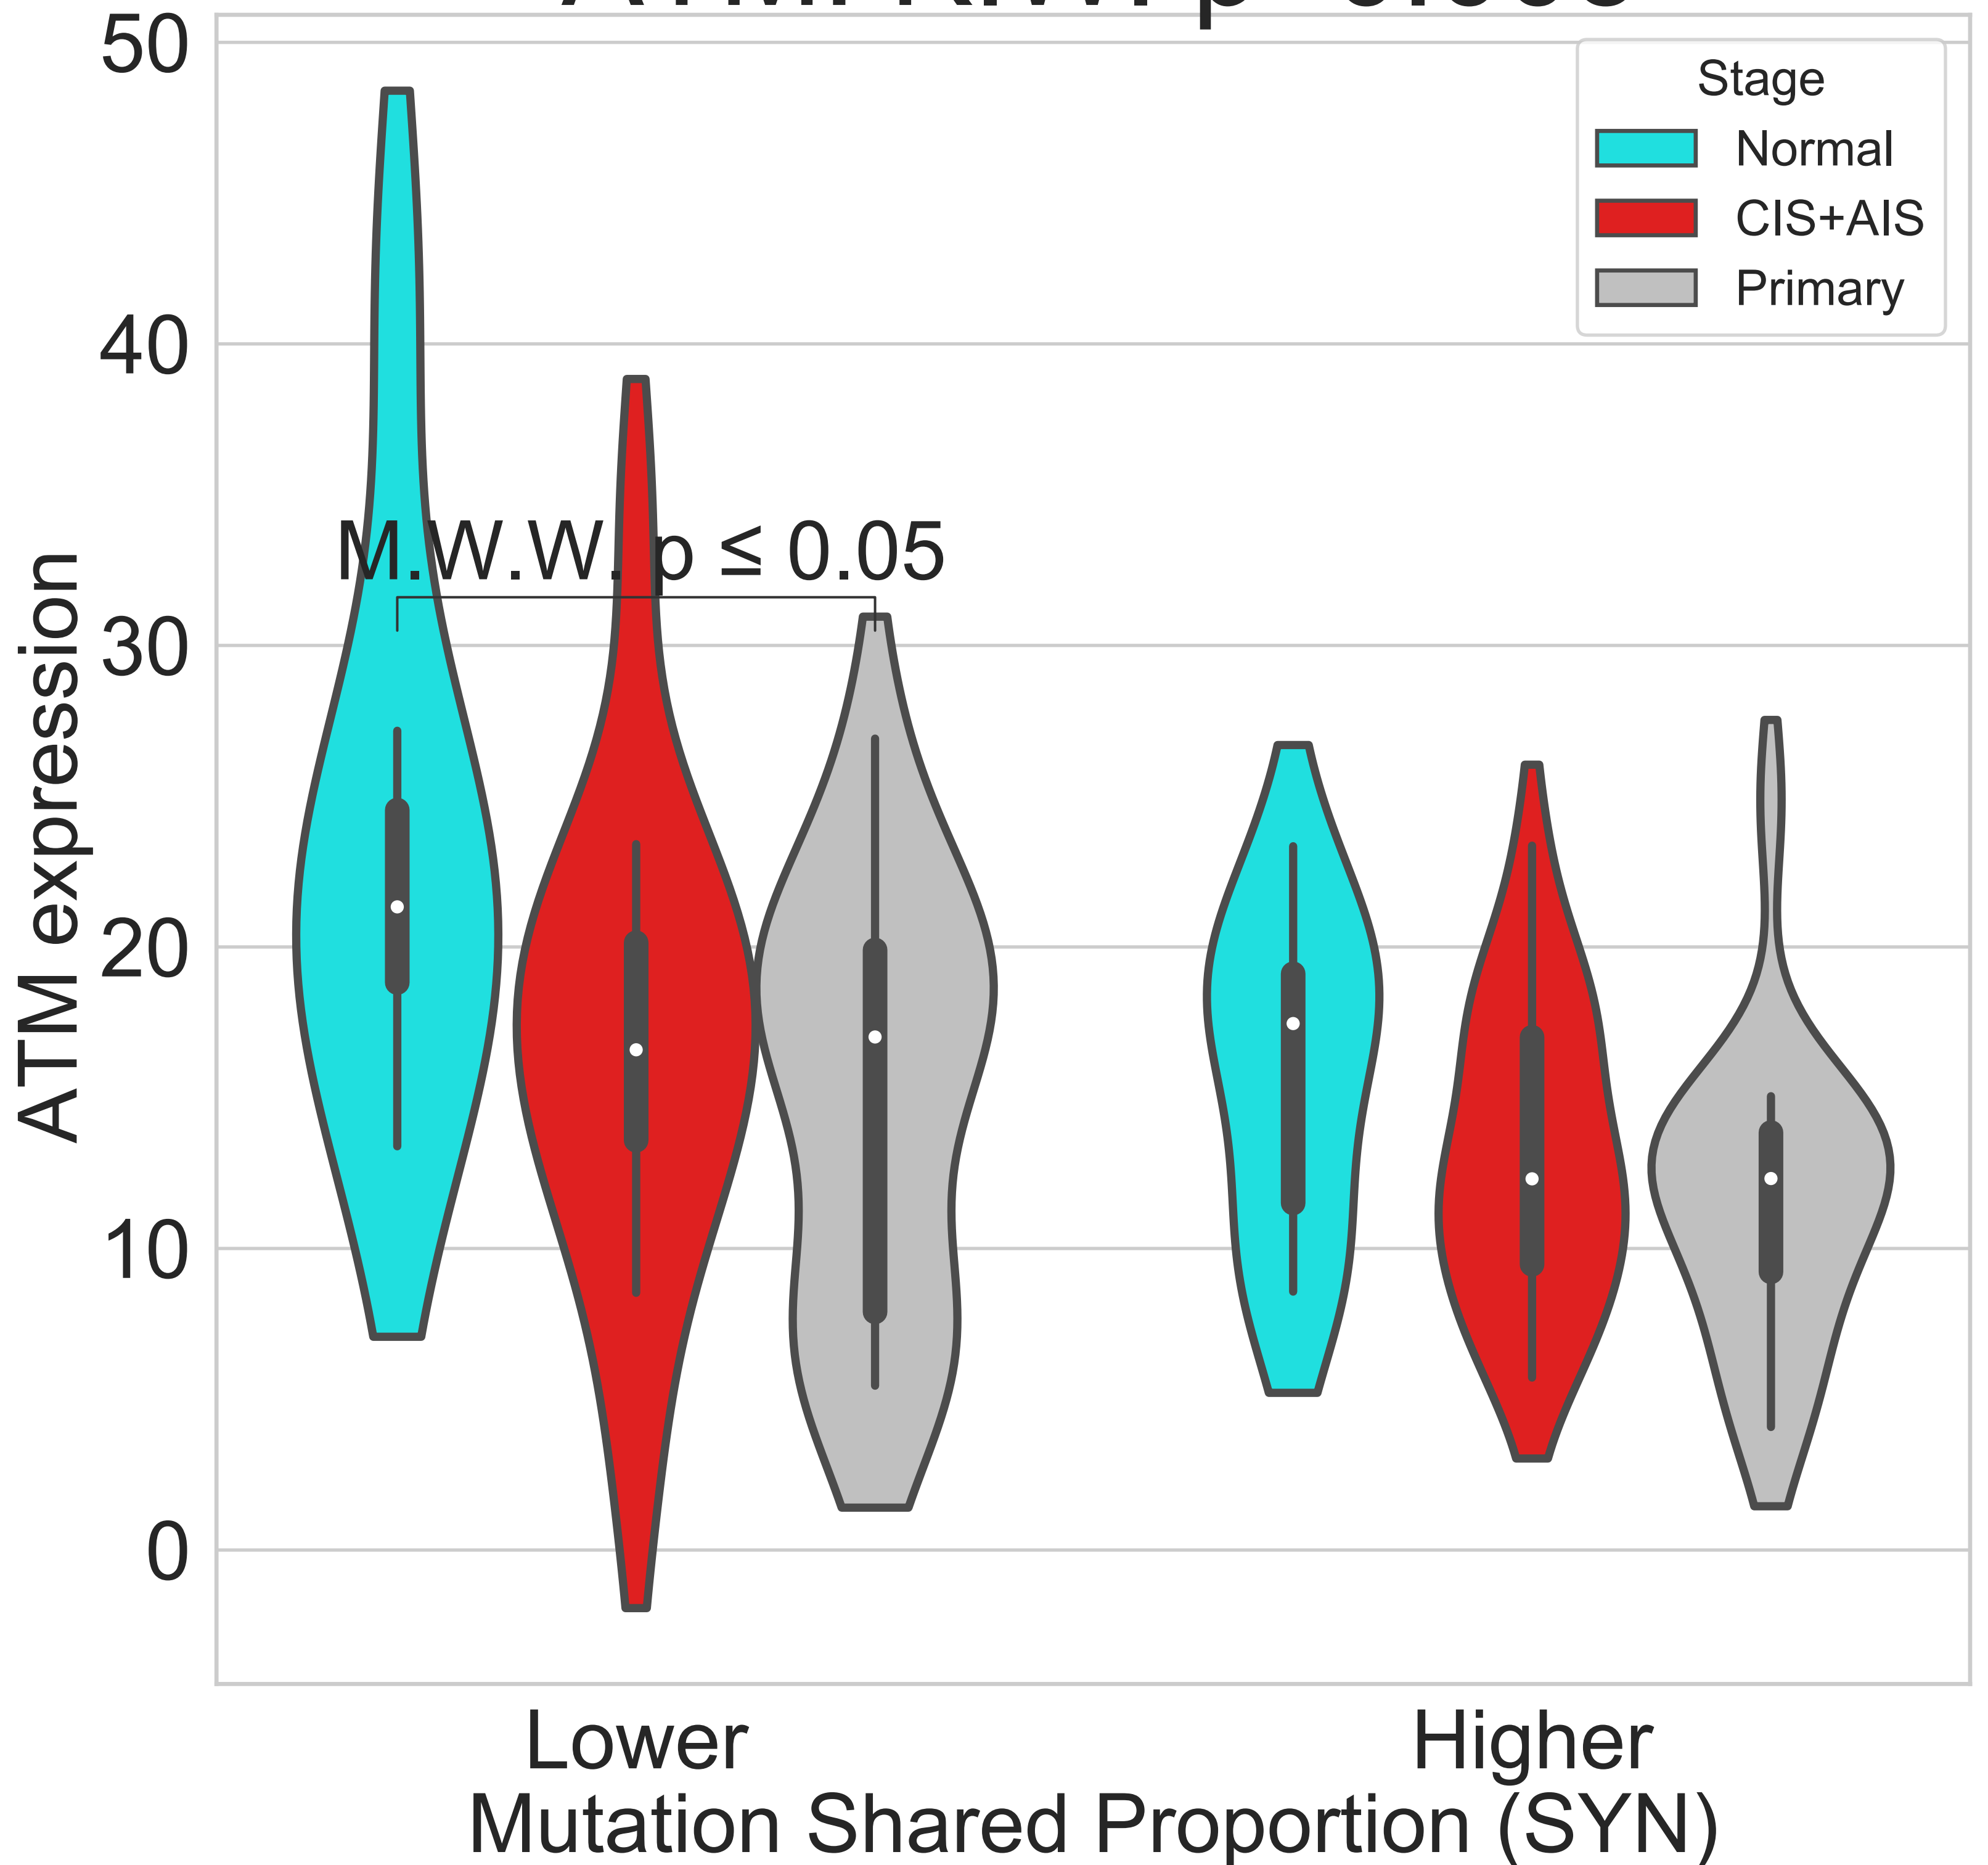 50
Stage
Normal
CIS+AIS
Primary
40
M.W.W. p ≤ 0.05
30
ATM expression
20
10
0
Lower
Higher
Mutation Shared Proportion (SYN)